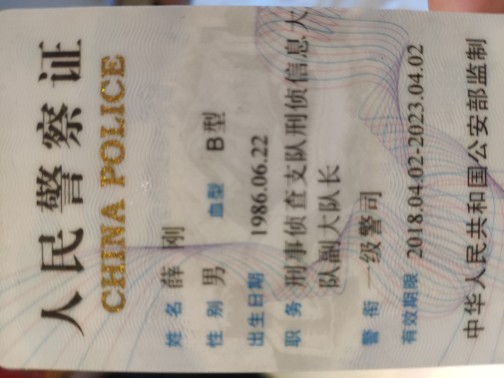 人民警察证
CHINA POLICE
姓 名 薛 刚
性 别 男 血型 B型
出生日期 1986.06.22
职 务 刑事侦查支队刑侦信息大
队副大队长
警 衔 一级警司
有效期限 2018.04.02-2023.04.02
中华人民共和国公安部监制